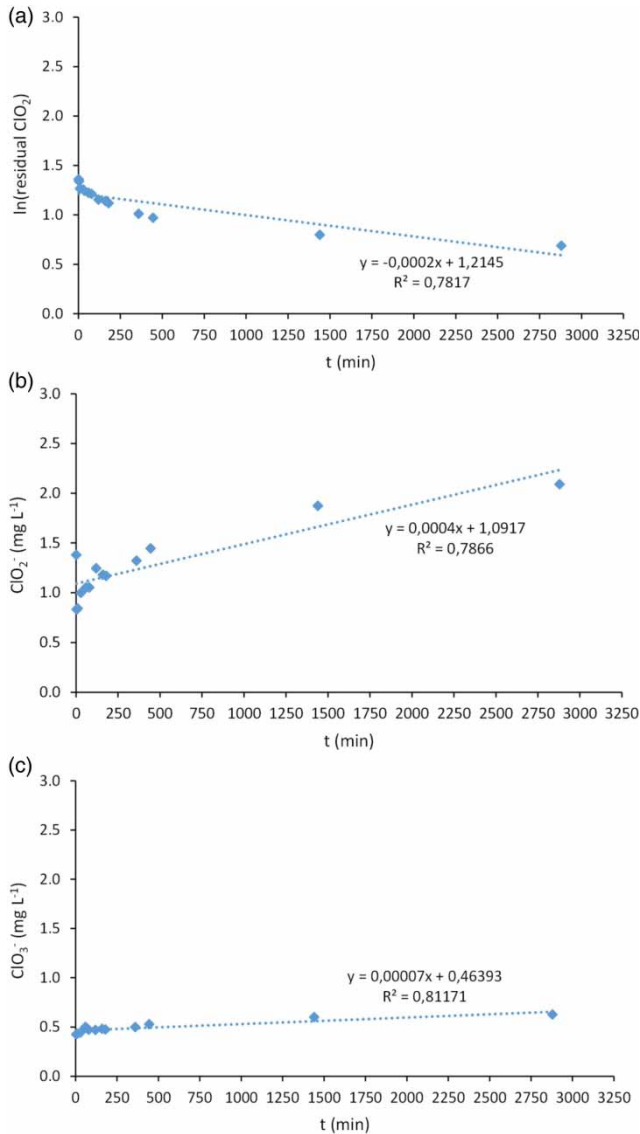 (a)
3.0
2.5
2.0
1.5
1.0
0.5
0.0
ln(residual ClO₂)
y = -0,0002x + 1,2145
R² = 0,7817
0 250 500 750 1000 1250 1500 1750 2000 2250 2500 2750 3000 3250
t (min)
(b)
3.0
2.5
2.0
1.5
1.0
0.5
0.0
ClO₂⁻ (mg L⁻¹)
y = 0,0004x + 1,0917
R² = 0,7866
0 250 500 750 1000 1250 1500 1750 2000 2250 2500 2750 3000 3250
t (min)
(c)
3.0
2.5
2.0
1.5
1.0
0.5
0.0
ClO₃⁻ (mg L⁻¹)
y = 0,00007x + 0,46393
R² = 0,81171
0 250 500 750 1000 1250 1500 1750 2000 2250 2500 2750 3000 3250
t (min)